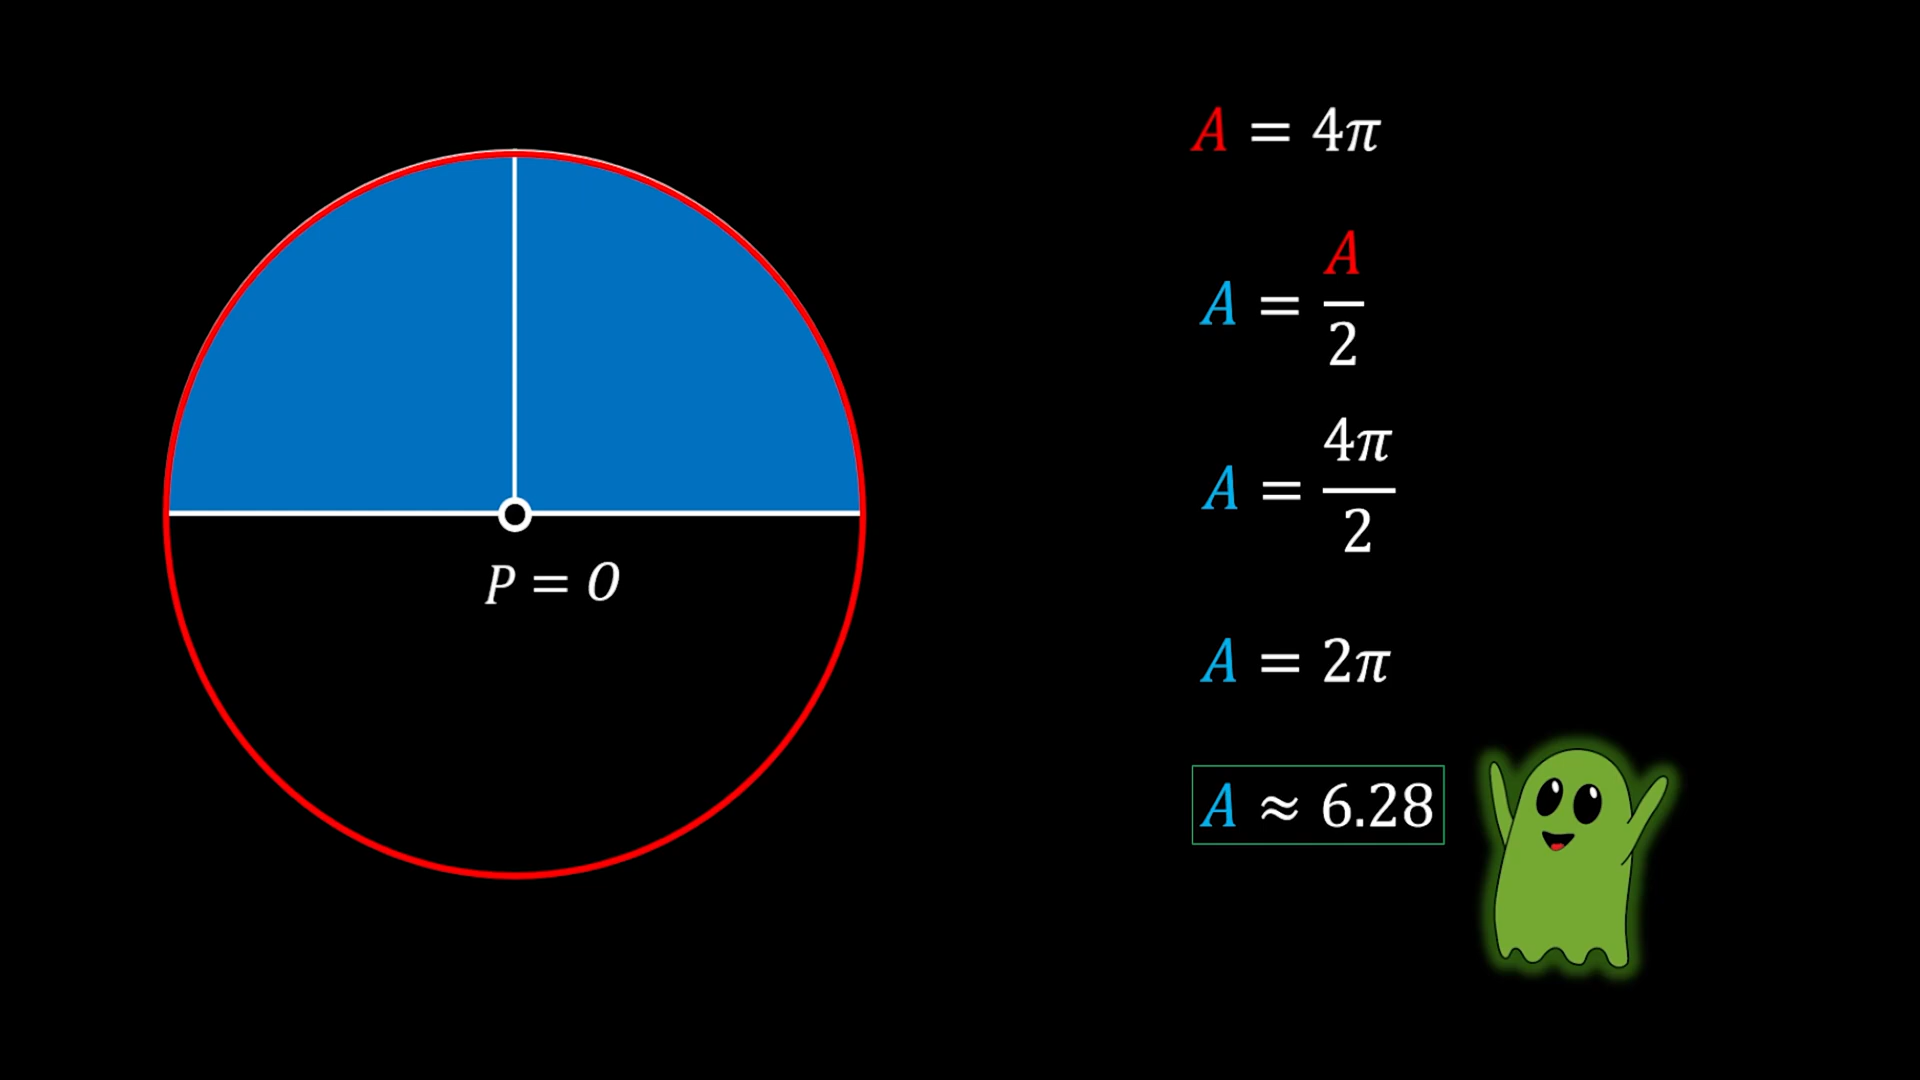 A = 4π
A = A/2
A = 4π/2
A = 2π
A ≈ 6.28
P = O